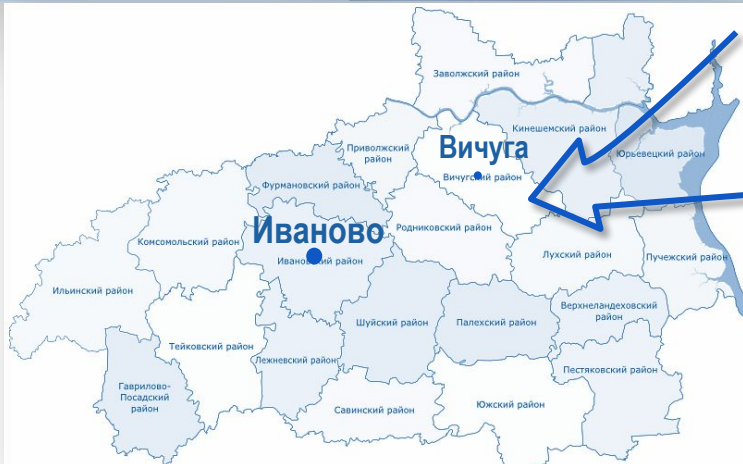 Заволжский район
Кинешемский район
Вичуга
Приволжский
район
Юрьевецкий район
Вичугский район
Фурмановский район
Иваново
Родниковский район
Комсомольский район
Ивановский район
Лухский район
Пучежский район
Ильинский район
Верхнеландеховский
район
Шуйский район
Палехский район
Тейковский район
Лежневский район
Пестяковский район
Гаврилово-
Посадский
район
Савинский район
Южский район